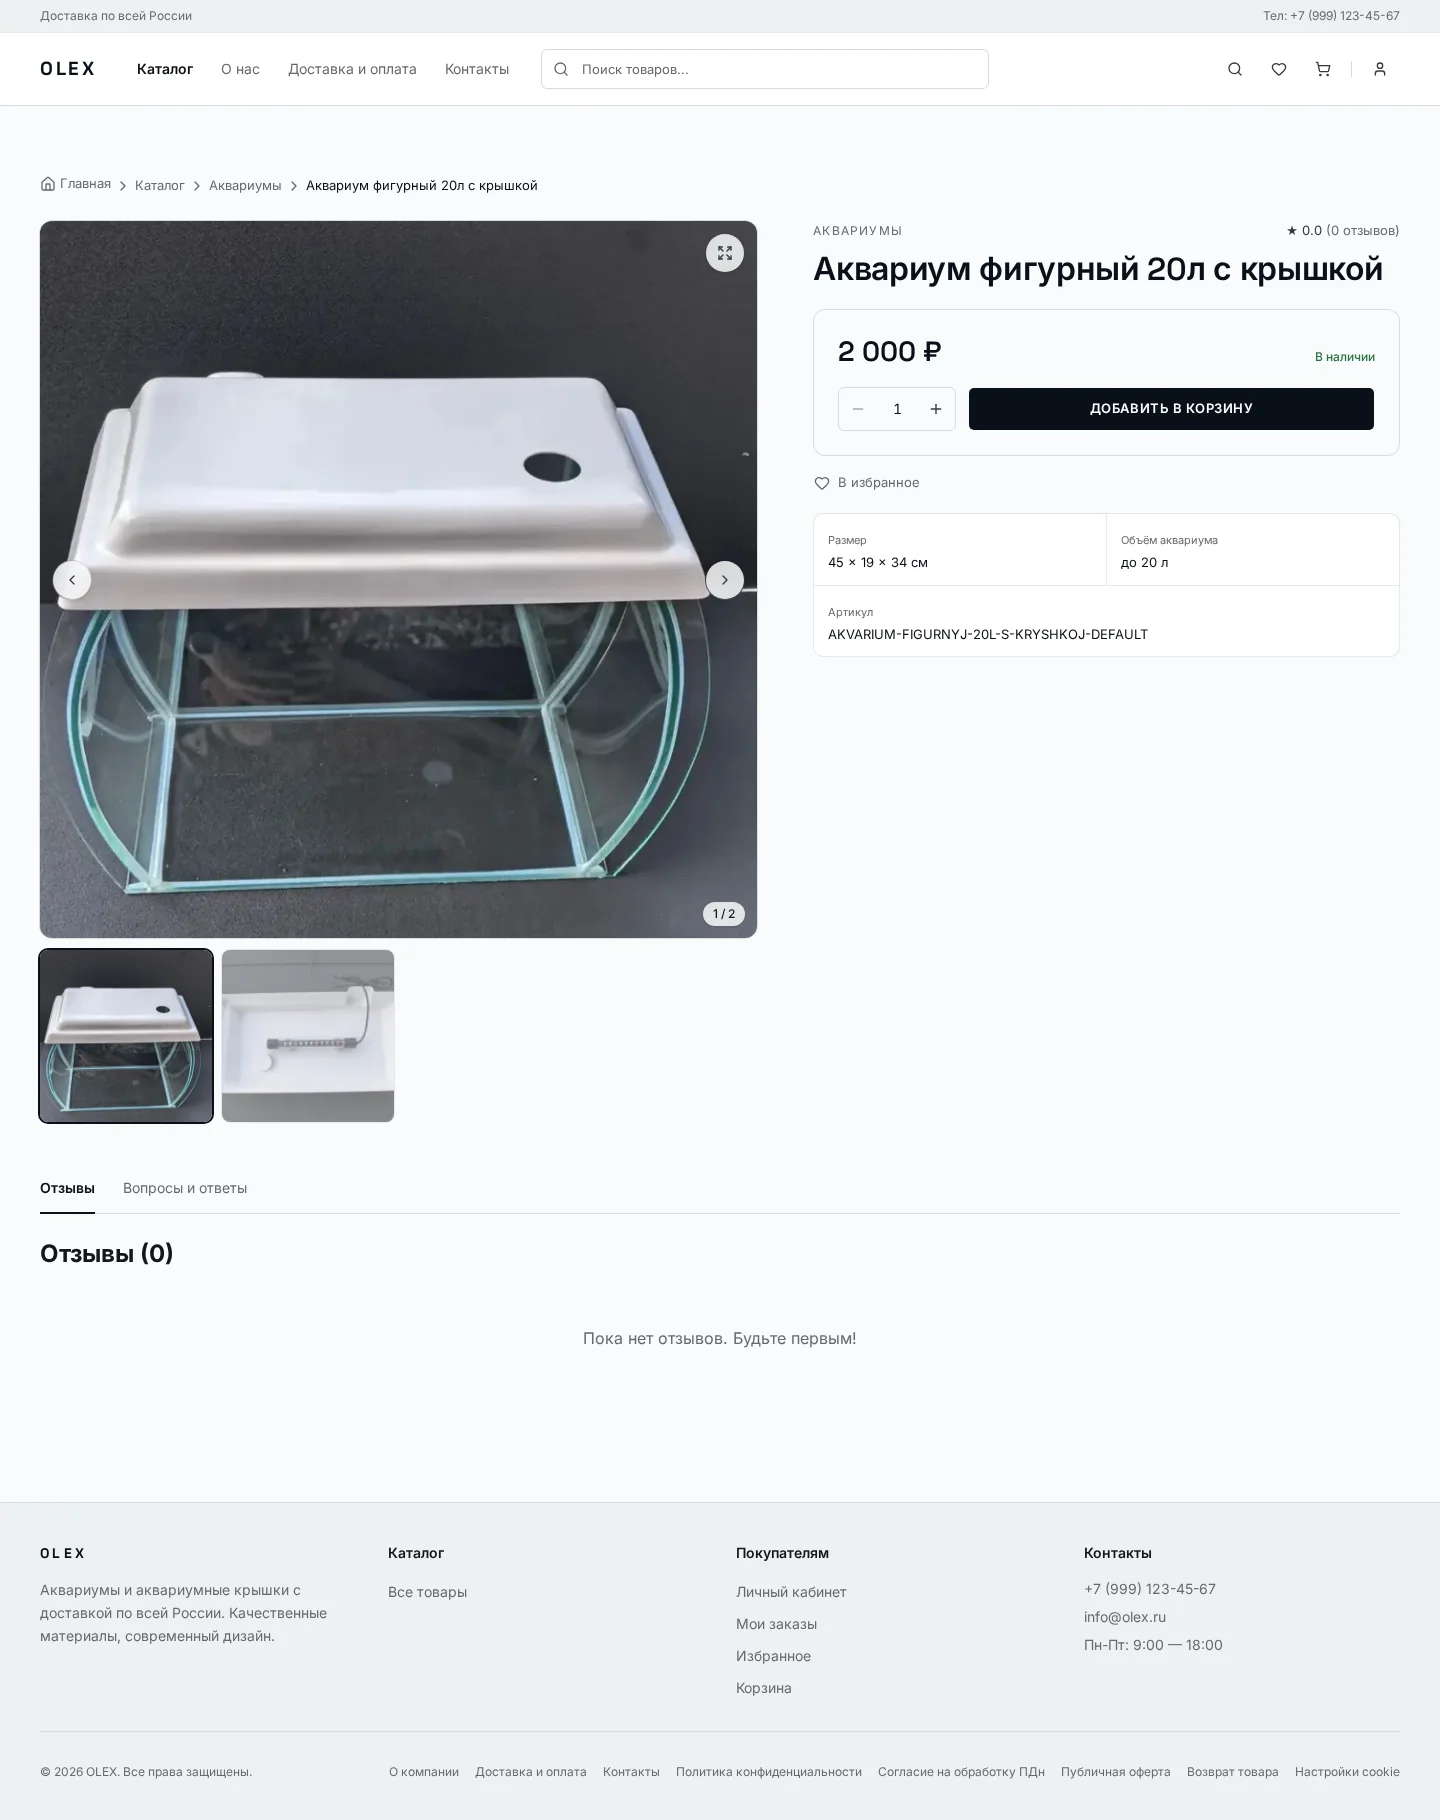 Доставка по всей России
Тел: +7 (999) 123-45-67
OLEX
Каталог
О нас
Доставка и оплата
Контакты
Поиск товаров...
Главная
Каталог
Аквариумы
Аквариум фигурный 20л с крышкой
АКВАРИУМЫ
★ 0.0 (0 отзывов)
Аквариум фигурный 20л с крышкой
2 000 ₽
В наличии
1
ДОБАВИТЬ В КОРЗИНУ
В избранное
Размер
45 × 19 × 34 см
Объём аквариума
до 20 л
Артикул
AKVARIUM-FIGURNYJ-20L-S-KRYSHKOJ-DEFAULT
1 / 2
Отзывы
Вопросы и ответы
Отзывы (0)
Пока нет отзывов. Будьте первым!
OLEX
Аквариумы и аквариумные крышки с
доставкой по всей России. Качественные
материалы, современный дизайн.
Каталог
Все товары
Покупателям
Личный кабинет
Мои заказы
Избранное
Корзина
Контакты
+7 (999) 123-45-67
info@olex.ru
Пн-Пт: 9:00 — 18:00
© 2026 OLEX. Все права защищены.
О компании
Доставка и оплата
Контакты
Политика конфиденциальности
Согласие на обработку ПДн
Публичная оферта
Возврат товара
Настройки cookie